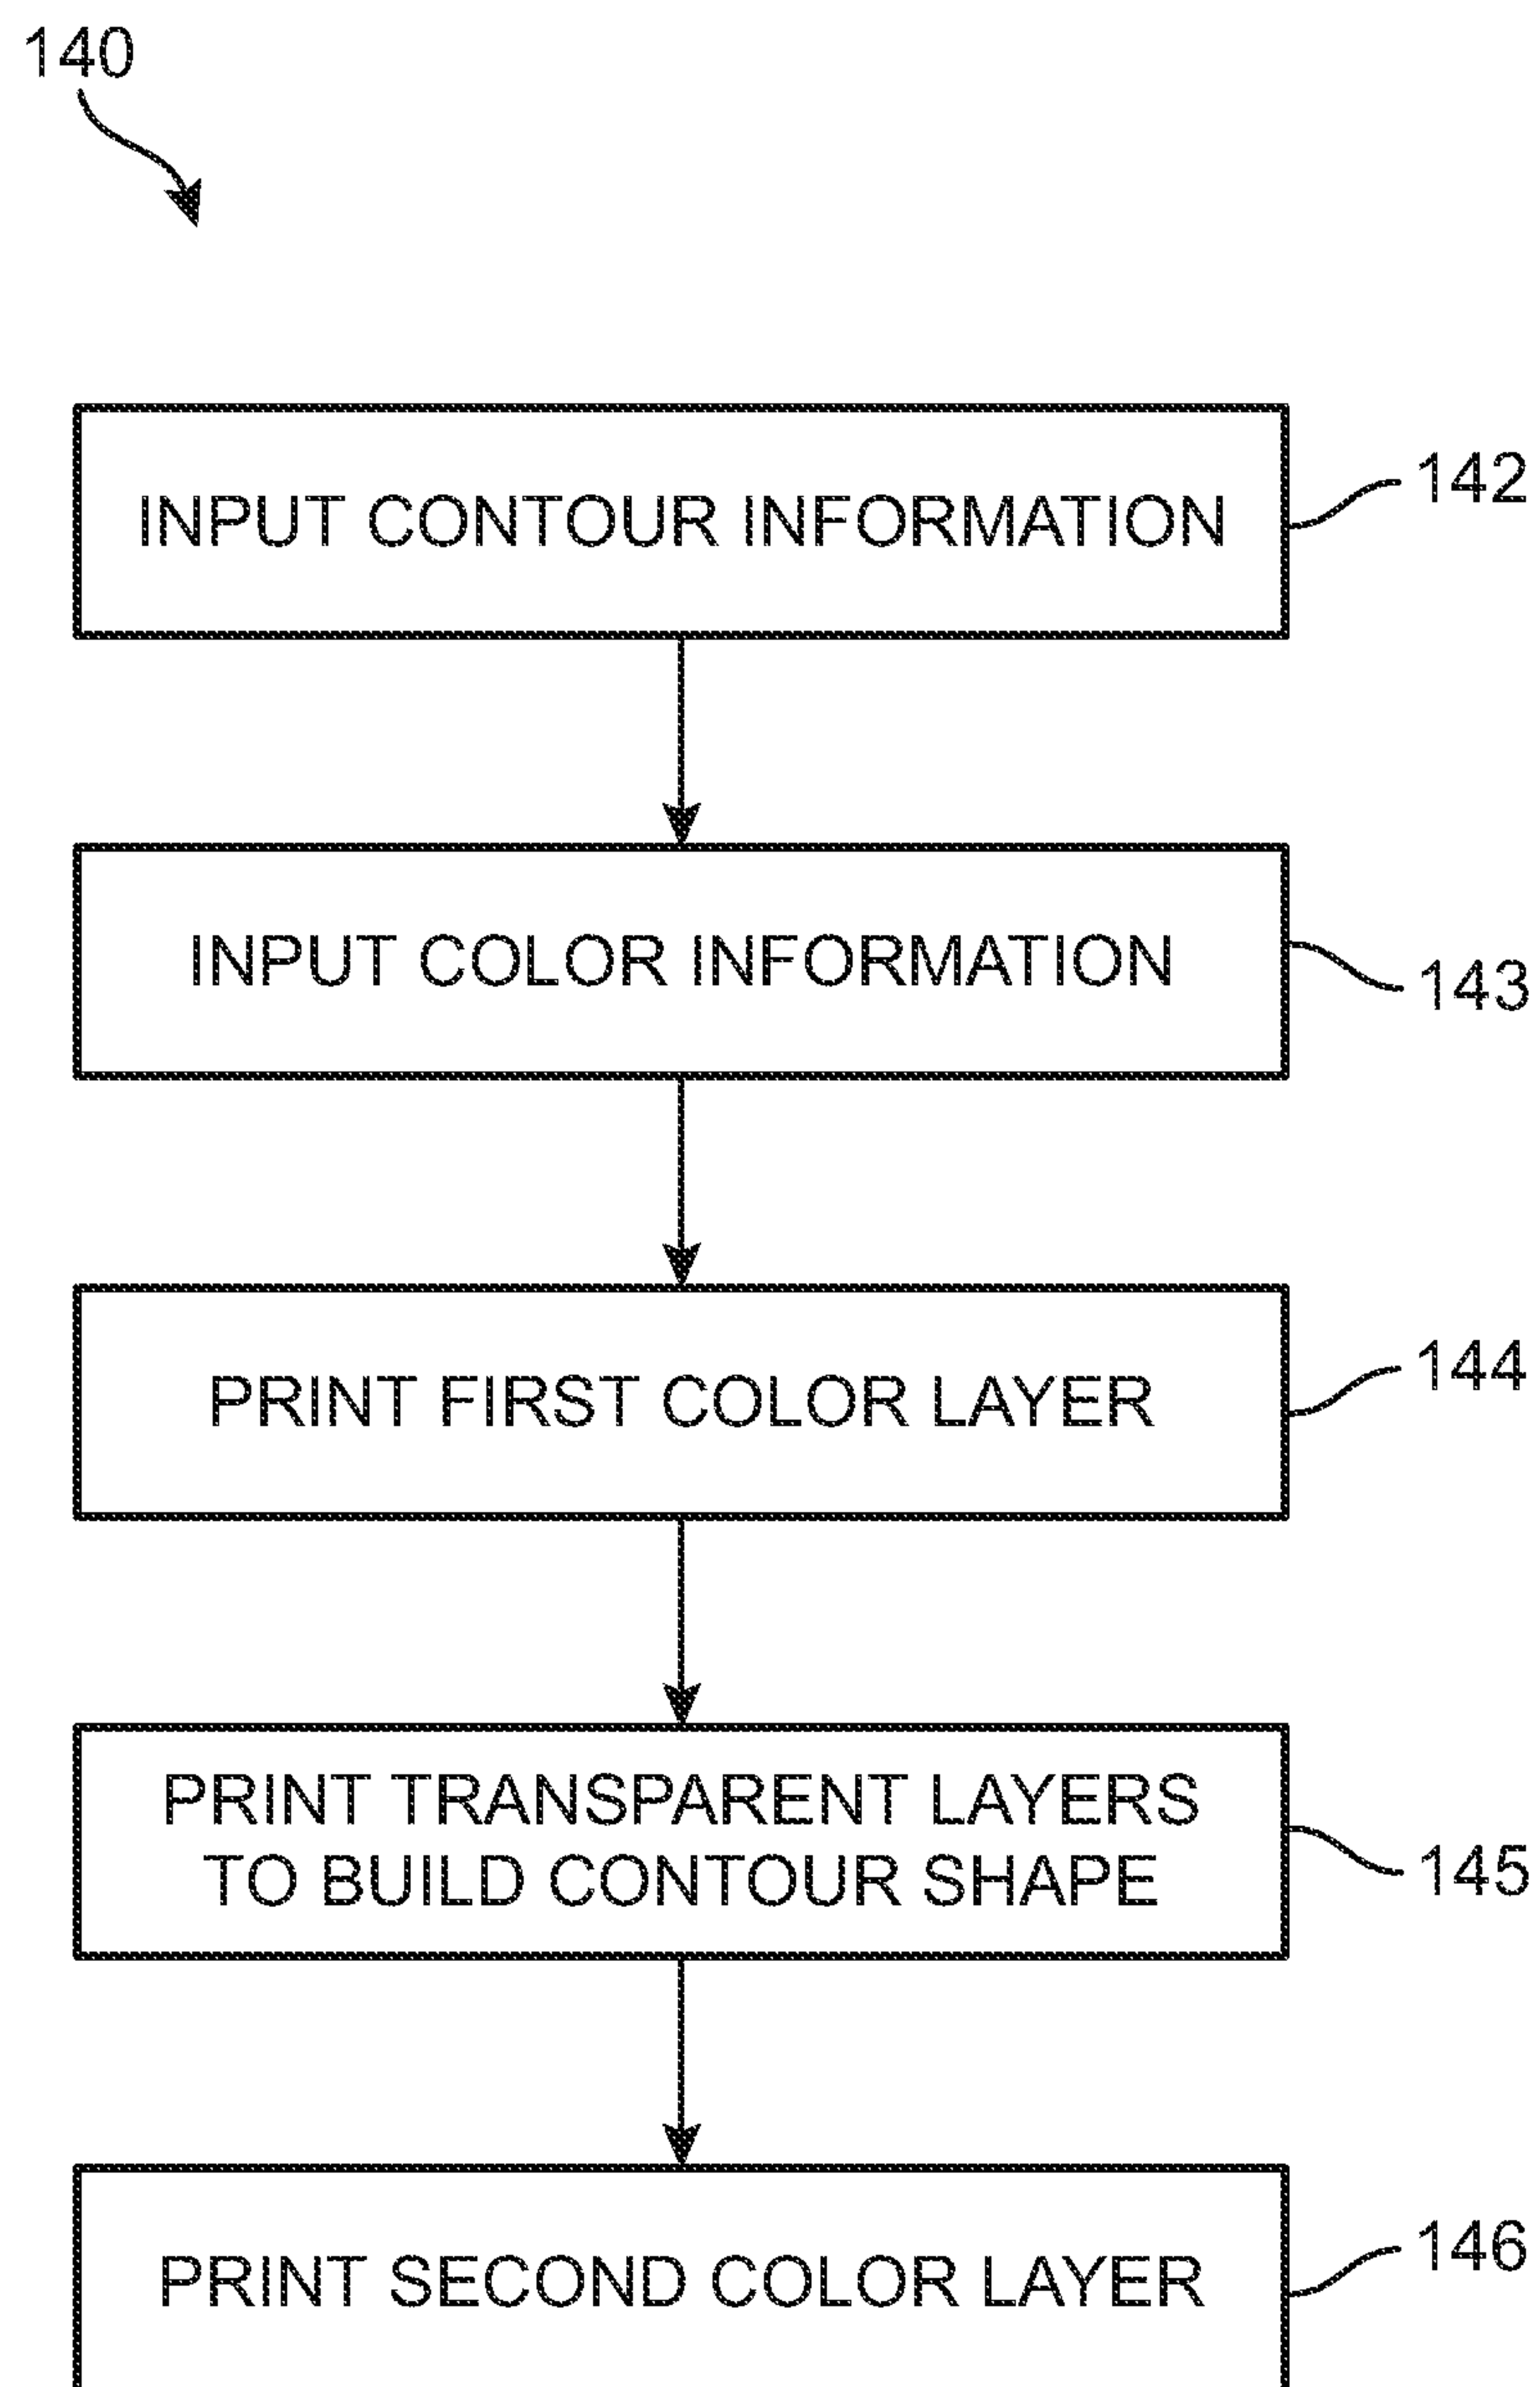 140
INPUT CONTOUR INFORMATION
142
INPUT COLOR INFORMATION
143
PRINT FIRST COLOR LAYER
144
PRINT TRANSPARENT LAYERS
TO BUILD CONTOUR SHAPE
145
PRINT SECOND COLOR LAYER
146